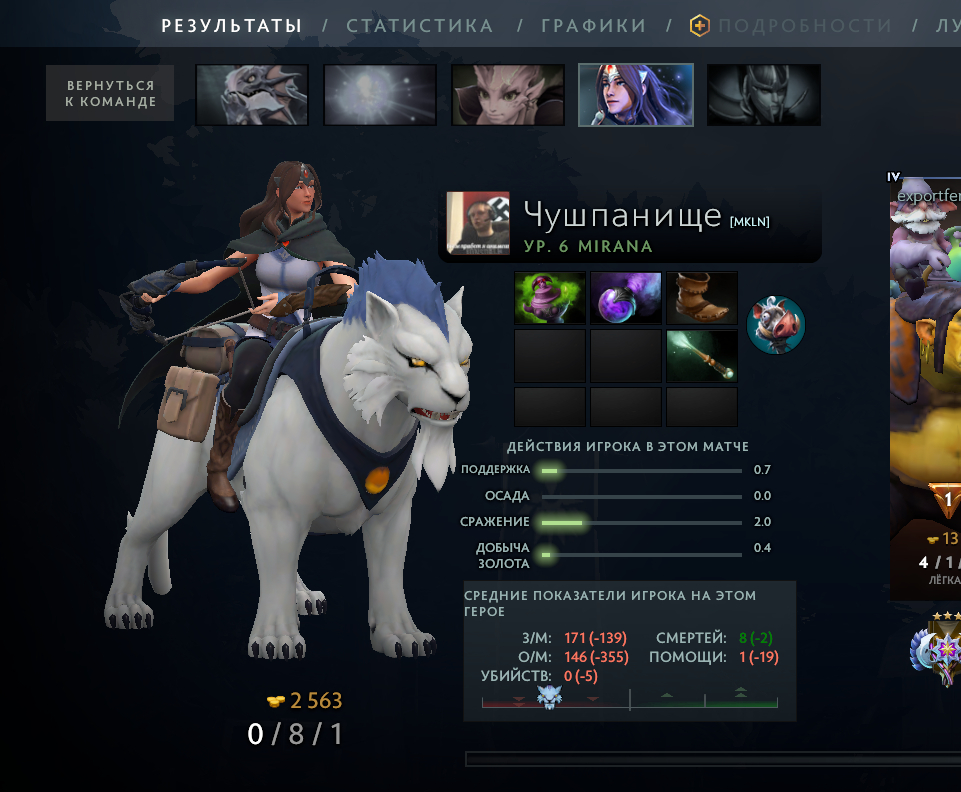 РЕЗУЛЬТАТЫ / СТАТИСТИКА / ГРАФИКИ / ПОДРОБНОСТИ / ЛУ
ВЕРНУТЬСЯ
К КОМАНДЕ
IV
exportfer
Чушпанище [MKLN]
УР. 6 MIRANA
ДЕЙСТВИЯ ИГРОКА В ЭТОМ МАТЧЕ
ПОДДЕРЖКА 0.7
ОСАДА 0.0
СРАЖЕНИЕ 2.0
ДОБЫЧА
ЗОЛОТА 0.4
1
13
4 / 1 /
ЛЁГКА
СРЕДНИЕ ПОКАЗАТЕЛИ ИГРОКА НА ЭТОМ
ГЕРОЕ
З/М: 171 (-139) СМЕРТЕЙ: 8 (-2)
О/М: 146 (-355) ПОМОЩИ: 1 (-19)
УБИЙСТВ: 0 (-5)
2 563
0 / 8 / 1